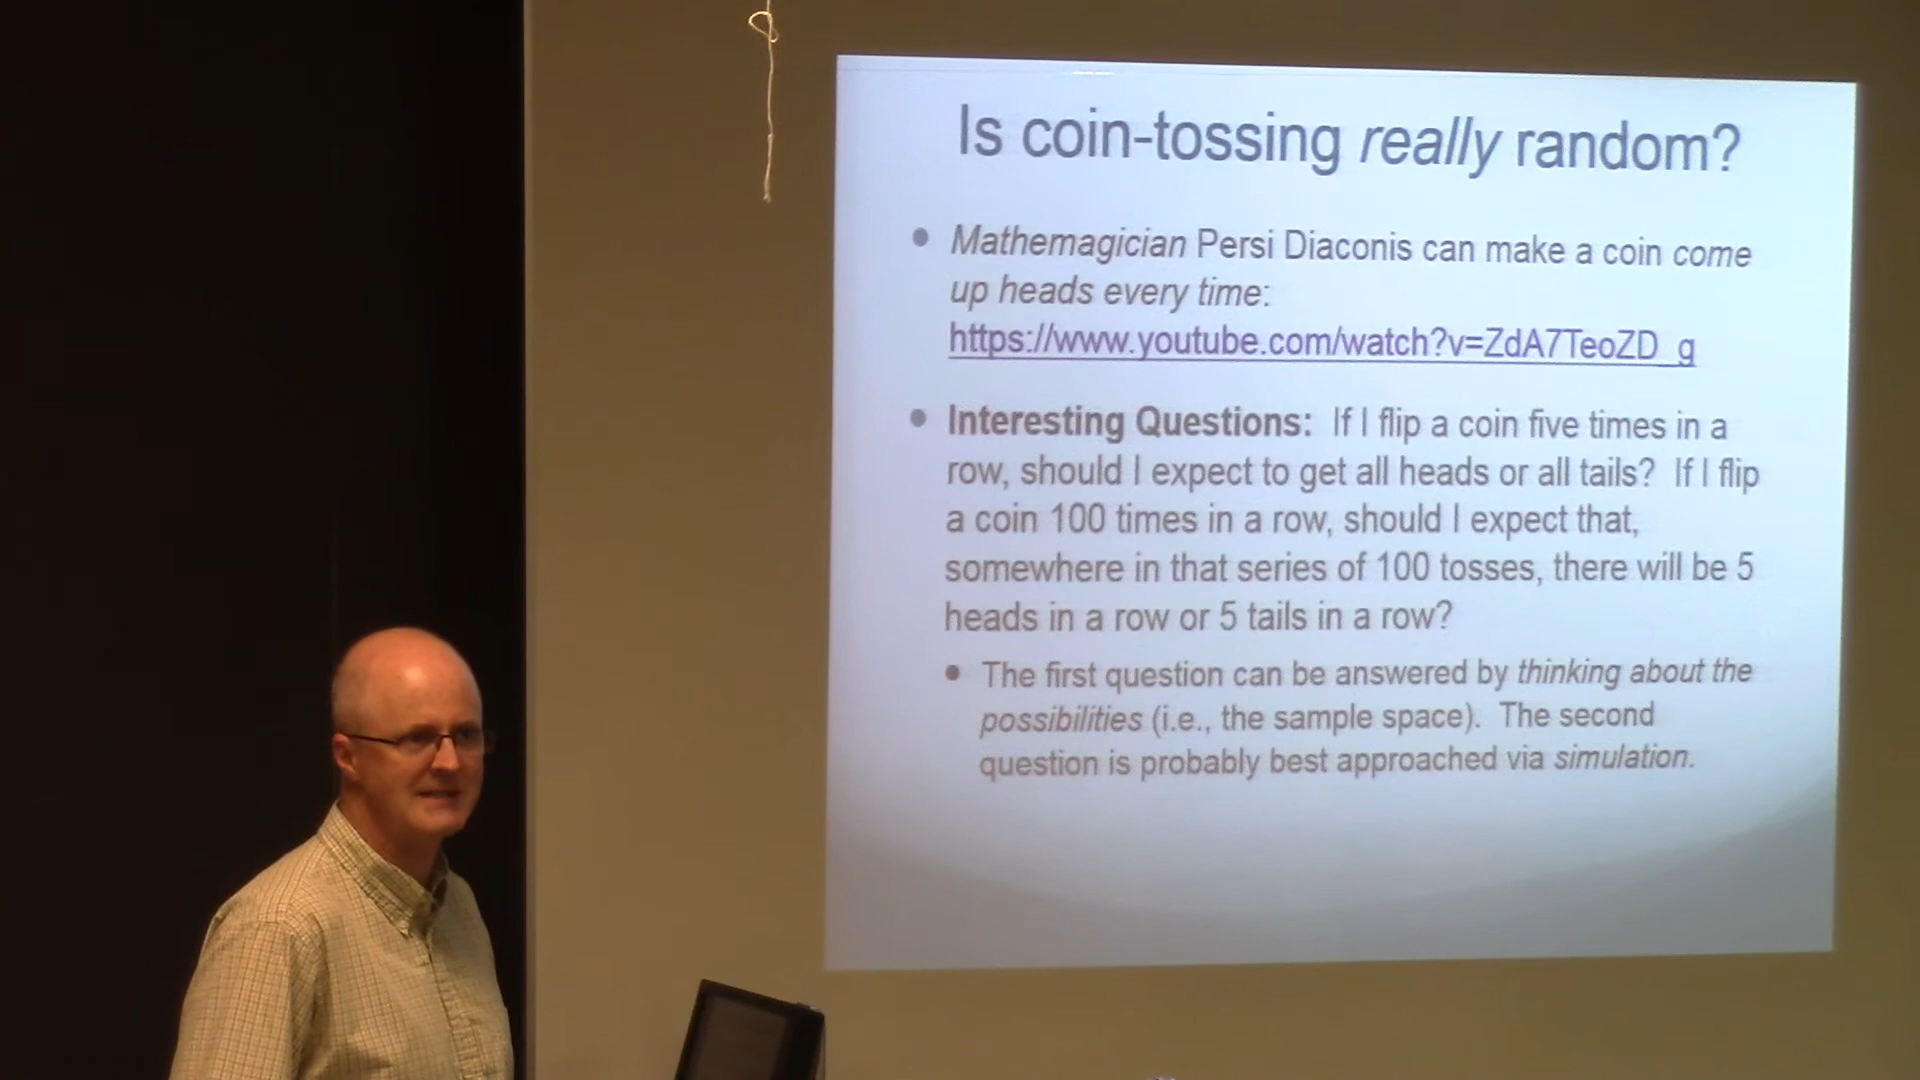 Is coin-tossing really random?
• Mathemagician Persi Diaconis can make a coin come
up heads every time:
https://www.youtube.com/watch?v=ZdA7TeoZD_g
• Interesting Questions: If I flip a coin five times in a
row, should I expect to get all heads or all tails? If I flip
a coin 100 times in a row, should I expect that,
somewhere in that series of 100 tosses, there will be 5
heads in a row or 5 tails in a row?
• The first question can be answered by thinking about the
possibilities (i.e., the sample space). The second
question is probably best approached via simulation.